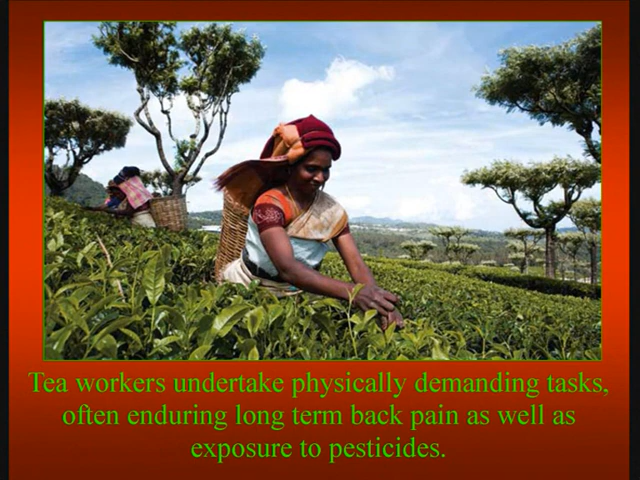 Tea workers undertake physically demanding tasks,
often enduring long term back pain as well as
exposure to pesticides.